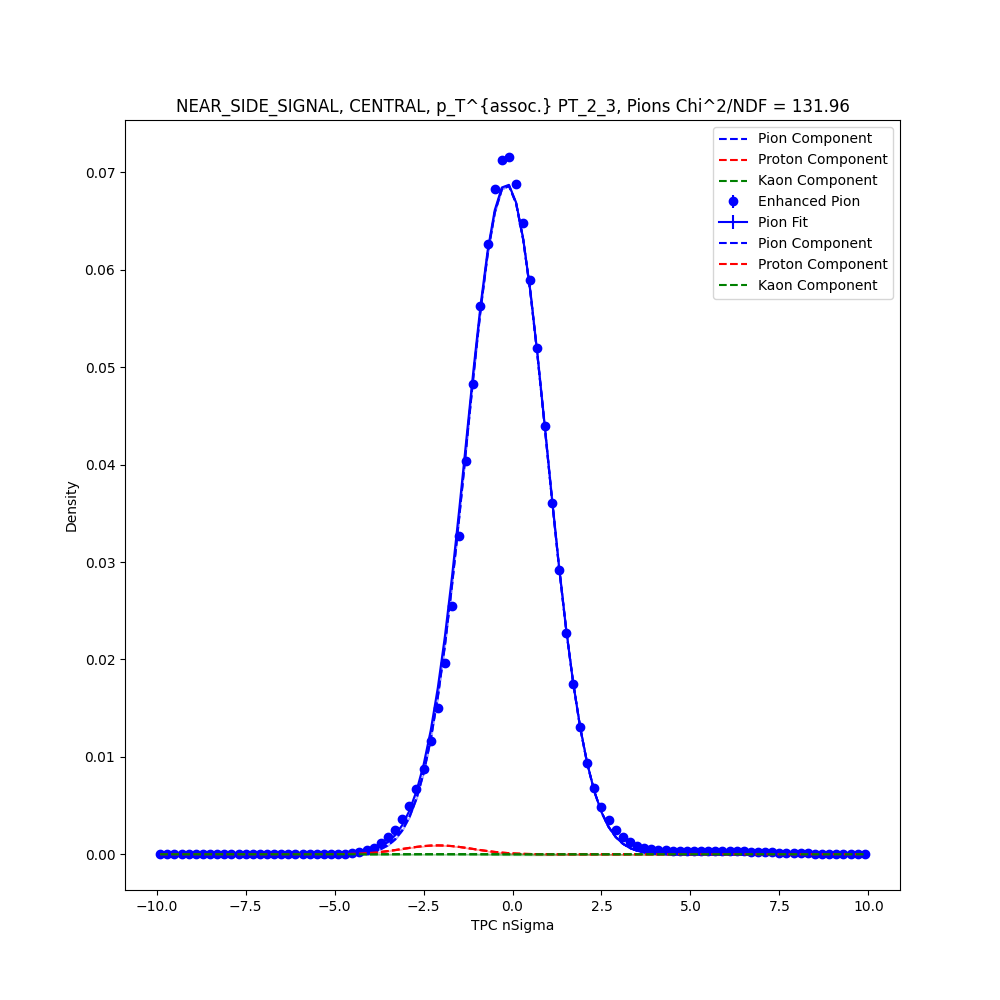 NEAR_SIDE_SIGNAL, CENTRAL, p_T^{assoc.} PT_2_3, Pions Chi^2/NDF = 131.96
Pion Component
Proton Component
Kaon Component
Enhanced Pion
Pion Fit
Pion Component
Proton Component
Kaon Component
0.07
0.06
0.05
0.04
0.03
0.02
0.01
0.00
Density
−10.0 −7.5 −5.0 −2.5 0.0 2.5 5.0 7.5 10.0
TPC nSigma